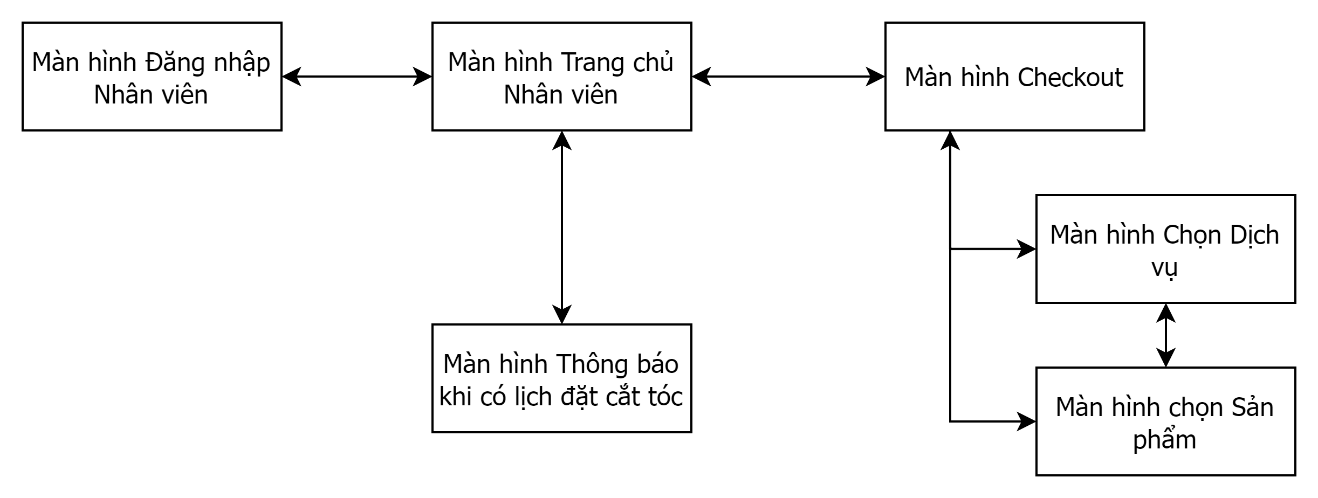 Màn hình Đăng nhập
Nhân viên
Màn hình Trang chủ
Nhân viên
Màn hình Checkout
Màn hình Chọn Dịch
vụ
Màn hình Thông báo
khi có lịch đặt cắt tóc
Màn hình chọn Sản
phẩm